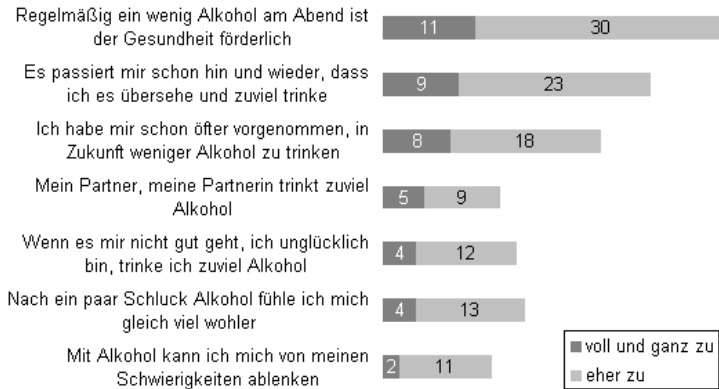 Regelmäßig ein wenig Alkohol am Abend ist
der Gesundheit förderlich
11 30
Es passiert mir schon hin und wieder, dass
ich es übersehe und zuviel trinke
9 23
Ich habe mir schon öfter vorgenommen, in
Zukunft weniger Alkohol zu trinken
8 18
Mein Partner, meine Partnerin trinkt zuviel
Alkohol
5 9
Wenn es mir nicht gut geht, ich unglücklich
bin, trinke ich zuviel Alkohol
4 12
Nach ein paar Schluck Alkohol fühle ich mich
gleich viel wohler
4 13
Mit Alkohol kann ich mich von meinen
Schwierigkeiten ablenken
2 11
voll und ganz zu
eher zu